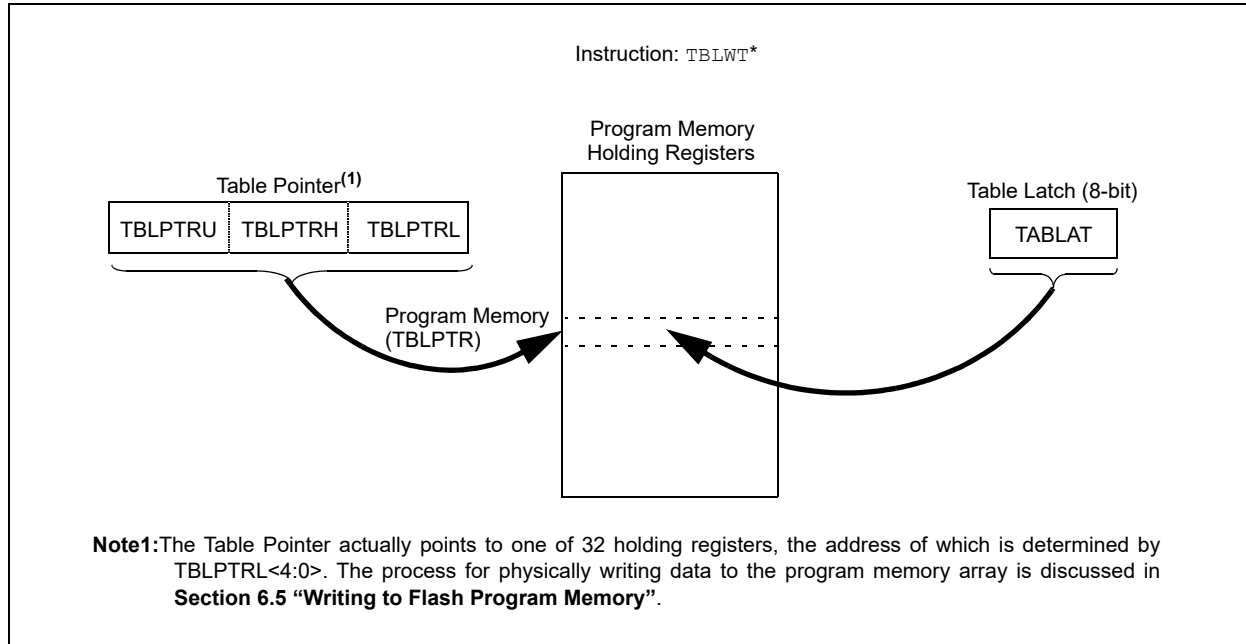 Instruction: TBLWT*
Program Memory
Holding Registers
Table Pointer(1)
Table Latch (8-bit)
TBLPTRU TBLPTRH TBLPTRL
TABLAT
Program Memory
(TBLPTR)
Note1:The Table Pointer actually points to one of 32 holding registers, the address of which is determined by
TBLPTRL<4:0>. The process for physically writing data to the program memory array is discussed in
Section 6.5 “Writing to Flash Program Memory”.